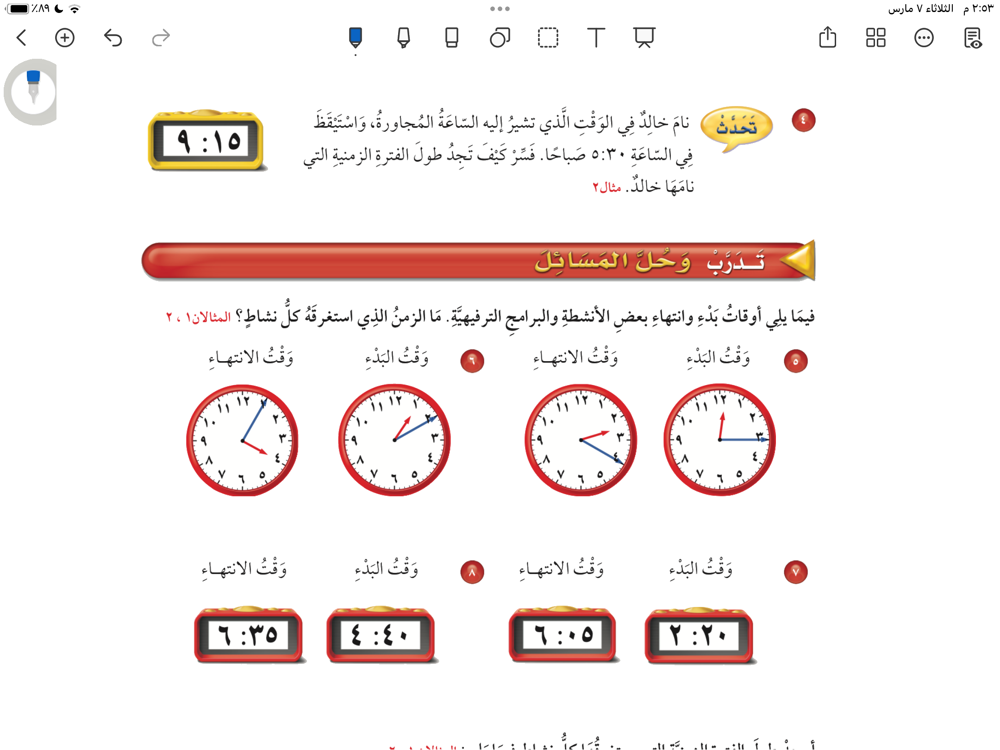 ٢:٥٣ م الثلاثاء ٧ مارس
٪٨٩
٤ تَحَدَّثْ نامَ خالِدٌ فِي الوَقْتِ الَّذي تشيرُ إليه السّاعَةُ المُجاورةُ، وَاسْتَيْقَظَ
فِي السّاعَةِ ٥:٣٠ صَباحًا. فَسِّرْ كَيْفَ تَجِدُ طولَ الفترةِ الزمنيةِ التي
نامَهَا خالدٌ. مثال٢
٩:١٥
تَـدَرَّبْ وَحُلَّ المَسَائِلَ
فيمَا يلِي أوقاتُ بَدْءِ وانتهاءِ بعضِ الأنشطةِ والبرامجِ الترفيهيَّةِ. مَا الزمنُ الذِي استغرقَهُ كلُّ نشاطٍ؟ المثالان١ ، ٢
٥ وَقْتُ البَدْءِ وَقْتُ الانتهـاءِ
١٢ ١ ٢ ٣ ٤ ٥ ٦ ٧ ٨ ٩ ١٠ ١١
١٢ ١ ٢ ٣ ٤ ٥ ٦ ٧ ٨ ٩ ١٠ ١١
٦ وَقْتُ البَدْءِ وَقْتُ الانتهـاءِ
١٢ ١ ٢ ٣ ٤ ٥ ٦ ٧ ٨ ٩ ١٠ ١١
١٢ ١ ٢ ٣ ٤ ٥ ٦ ٧ ٨ ٩ ١٠ ١١
٧ وَقْتُ البَدْءِ وَقْتُ الانتهـاءِ
٢:٢٠
٦:٠٥
٨ وَقْتُ البَدْءِ وَقْتُ الانتهـاءِ
٤:٤٠
٦:٣٥